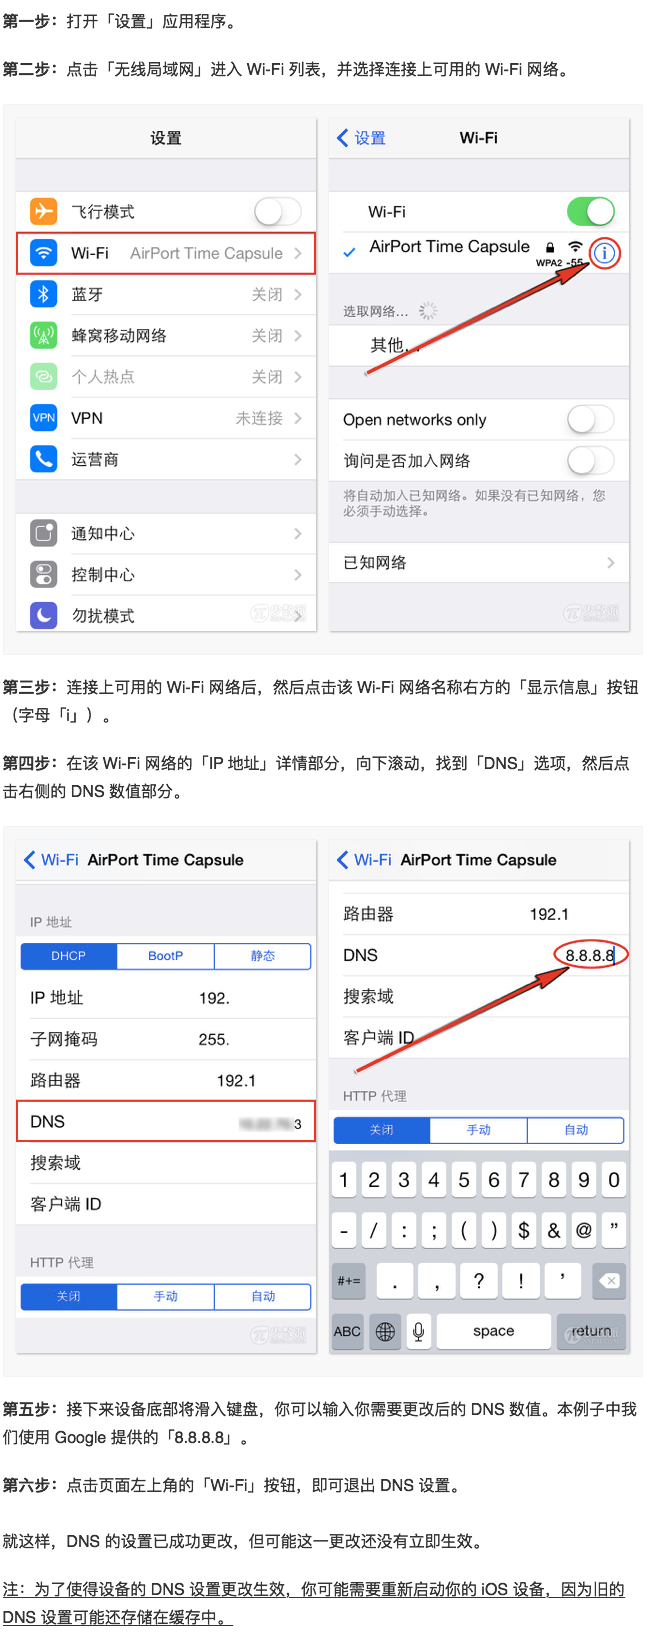 第一步：打开「设置」应用程序。
第二步：点击「无线局域网」进入 Wi-Fi 列表，并选择连接上可用的 Wi-Fi 网络。
设置
飞行模式
Wi-Fi AirPort Time Capsule
蓝牙 关闭
蜂窝移动网络 关闭
个人热点 关闭
VPN VPN 未连接
运营商
通知中心
控制中心
勿扰模式
设置 Wi-Fi
Wi-Fi
AirPort Time Capsule
WPA2 -55
选取网络...
其他...
Open networks only
询问是否加入网络
将自动加入已知网络。如果没有已知网络，您
必须手动选择。
已知网络
第三步：连接上可用的 Wi-Fi 网络后，然后点击该 Wi-Fi 网络名称右方的「显示信息」按钮
（字母「i」）。
第四步：在该 Wi-Fi 网络的「IP 地址」详情部分，向下滚动，找到「DNS」选项，然后点
击右侧的 DNS 数值部分。
Wi-Fi AirPort Time Capsule
IP 地址
DHCP BootP 静态
IP 地址 192.
子网掩码 255.
路由器 192.1
DNS 3
搜索域
客户端 ID
HTTP 代理
关闭 手动 自动
Wi-Fi AirPort Time Capsule
路由器 192.1
DNS 8.8.8.8
搜索域
客户端 ID
HTTP 代理
关闭 手动 自动
1 2 3 4 5 6 7 8 9 0
- / : ; ( ) $ & @ ”
#+= . , ? ! ’
ABC space return
第五步：接下来设备底部将滑入键盘，你可以输入你需要更改后的 DNS 数值。本例子中我
们使用 Google 提供的「8.8.8.8」。
第六步：点击页面左上角的「Wi-Fi」按钮，即可退出 DNS 设置。
就这样，DNS 的设置已成功更改，但可能这一更改还没有立即生效。
注：为了使得设备的 DNS 设置更改生效，你可能需要重新启动你的 iOS 设备，因为旧的
DNS 设置可能还存储在缓存中。